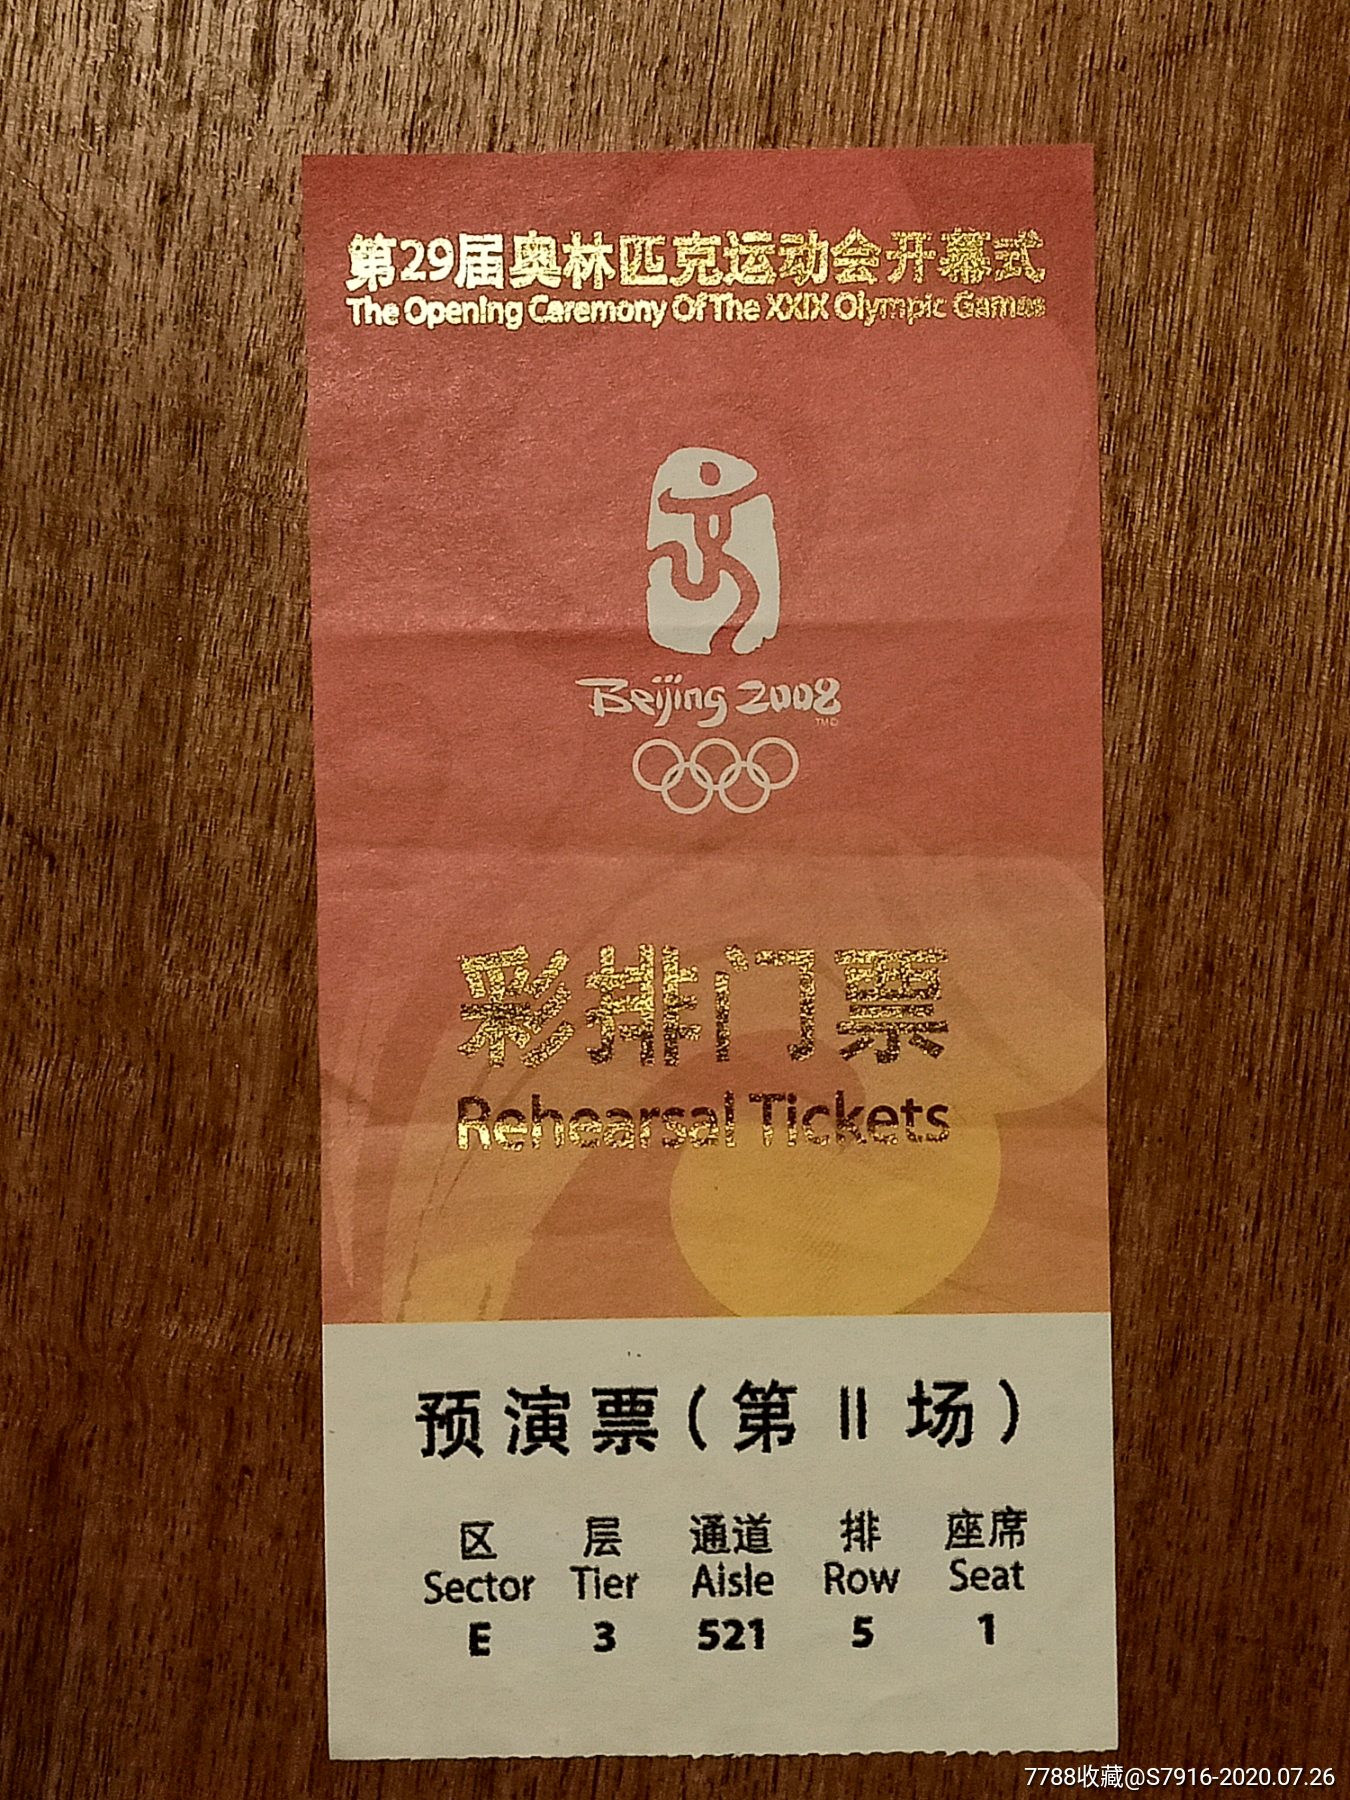 第29届奥林匹克运动会开幕式
The Opening Ceremony Of The XXIX Olympic Games
Beijing 2008
TM©
彩排门票
Rehearsal Tickets
预演票(第 II 场)
区 层 通道 排 座席
Sector Tier Aisle Row Seat
E 3 521 5 1
7788收藏@S7916-2020.07.26